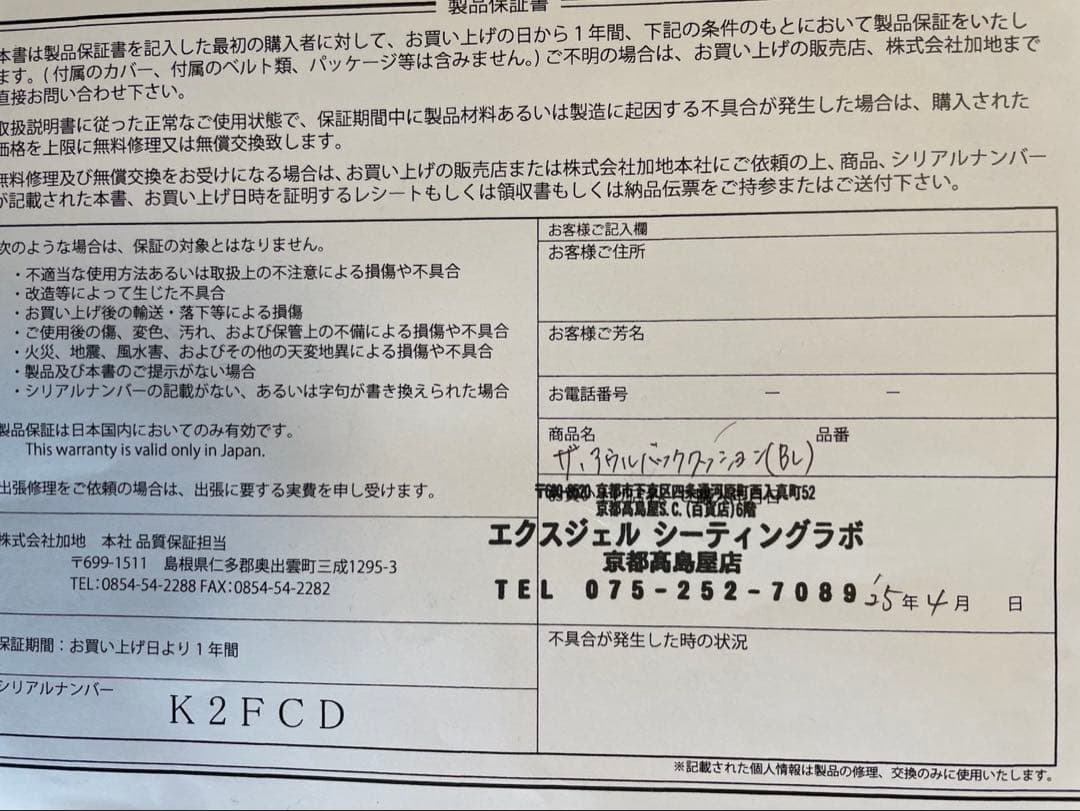 製品保証書
本書は製品保証書を記入した最初の購入者に対して、お買い上げの日から1年間、下記の条件のもとにおいて製品保証をいたし
ます。(付属のカバー、付属のベルト類、パッケージ等は含みません。)ご不明の場合は、お買い上げの販売店、株式会社加地まで
直接お問い合わせ下さい。
取扱説明書に従った正常なご使用状態で、保証期間中に製品材料あるいは製造に起因する不具合が発生した場合は、購入された
価格を上限に無料修理又は無償交換致します。
無料修理及び無償交換をお受けになる場合は、お買い上げの販売店または株式会社加地本社にご依頼の上、商品、シリアルナンバー
が記載された本書、お買い上げ日時を証明するレシートもしくは領収書もしくは納品伝票をご持参またはご送付下さい。
次のような場合は、保証の対象とはなりません。
・不適当な使用方法あるいは取扱上の不注意による損傷や不具合
・改造等によって生じた不具合
・お買い上げ後の輸送・落下等による損傷
・ご使用後の傷、変色、汚れ、および保管上の不備による損傷や不具合
・火災、地震、風水害、およびその他の天変地異による損傷や不具合
・製品及び本書のご提示がない場合
・シリアルナンバーの記載がない、あるいは字句が書き換えられた場合
製品保証は日本国内においてのみ有効です。
This warranty is valid only in Japan.
出張修理をご依頼の場合は、出張に要する実費を申し受けます。
株式会社加地 本社 品質保証担当
〒699-1511 島根県仁多郡奥出雲町三成1295-3
TEL:0854-54-2288 FAX:0854-54-2282
保証期間:お買い上げ日より1年間
シリアルナンバー
K2FCD
お客様ご記入欄
お客様ご住所
お客様ご芳名
お電話番号 ー ー
商品名 品番
ザ・アウルバッククッション(BL)
京都市下京区四条通河原町西入真町52
京都髙島屋S.C.(百貨店)6階
エクスジェル シーティングラボ
京都髙島屋店
TEL 075-252-7089
'25年4月 日
不具合が発生した時の状況
※記載された個人情報は製品の修理、交換のみに使用いたします。